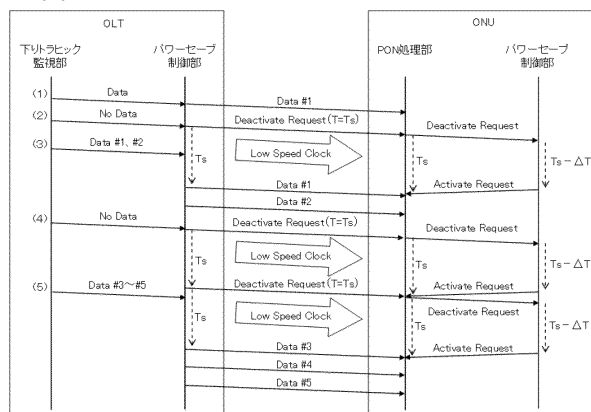 OLT
ONU
下りトラヒック
監視部
パワーセーブ
制御部
PON処理部
パワーセーブ
制御部
(1)
Data
Data #1
(2)
No Data
Deactivate Request(T=Ts)
Deactivate Request
(3)
Data #1、#2
Ts
Low Speed Clock
Ts
Ts－ΔT
Data #1
Activate Request
Data #2
(4)
No Data
Deactivate Request(T=Ts)
Deactivate Request
Ts
Low Speed Clock
Ts
Ts－ΔT
(5)
Data #3～#5
Deactivate Request(T=Ts)
Activate Request
Ts
Low Speed Clock
Ts
Deactivate Request
Ts－ΔT
Data #3
Activate Request
Data #4
Data #5